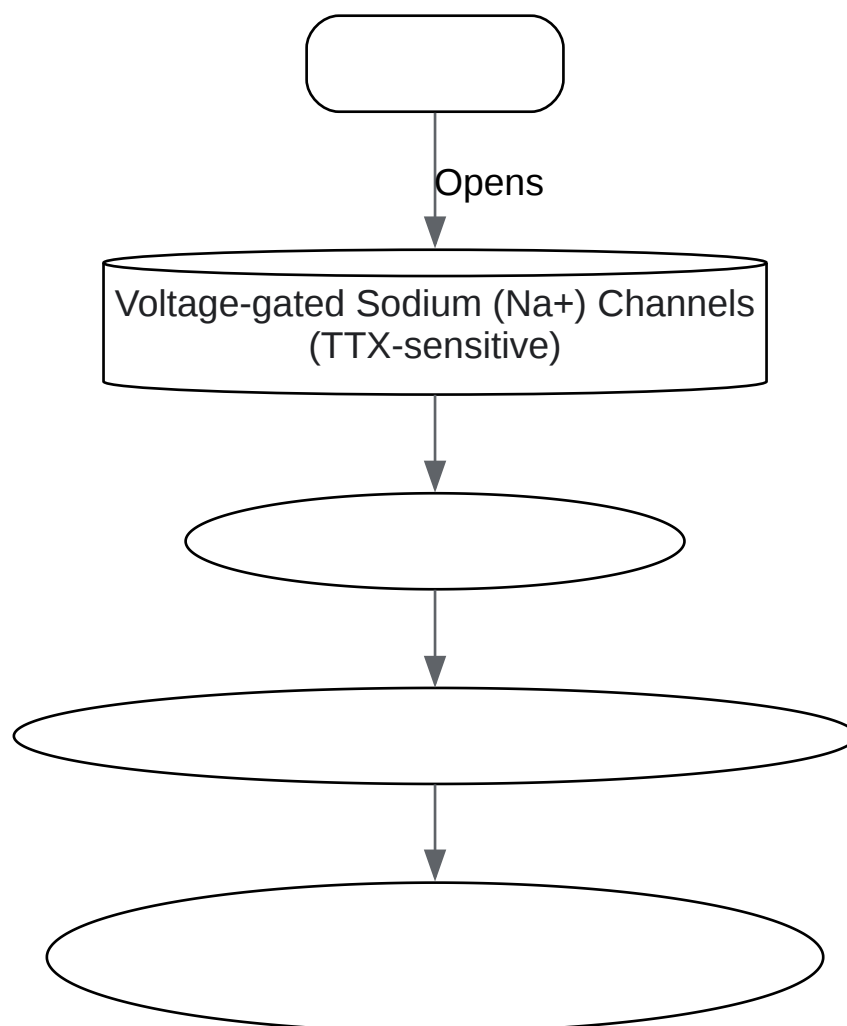 Opens
Voltage-gated Sodium (Na+) Channels
(TTX-sensitive)